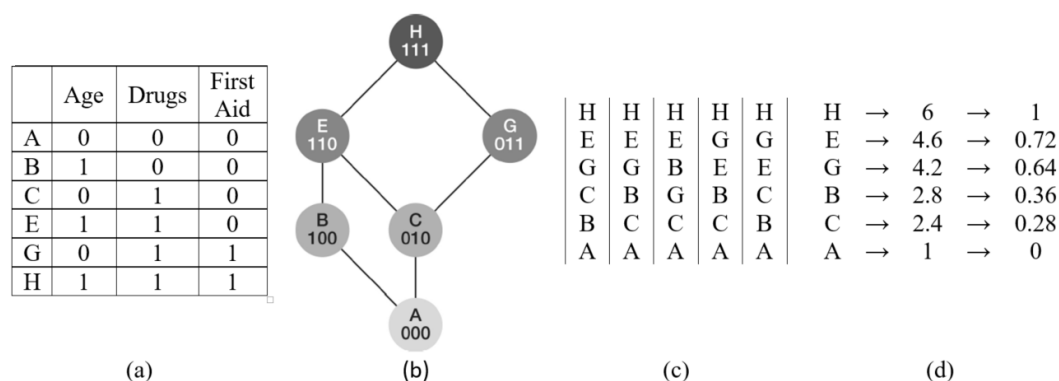 Age Drugs First Aid
A 0 0 0
B 1 0 0
C 0 1 0
E 1 1 0
G 0 1 1
H 1 1 1
(a)
H
111
E
110
G
011
B
100
C
010
A
000
(b)
H H H H H
E E E G G
G G B E E
C B G B C
B C C C B
A A A A A
(c)
H → 6 → 1
E → 4.6 → 0.72
G → 4.2 → 0.64
B → 2.8 → 0.36
C → 2.4 → 0.28
A → 1 → 0
(d)